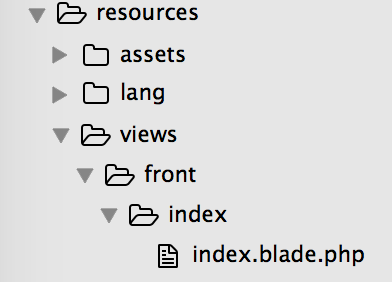 resources
assets
lang
views
front
index
index.blade.php